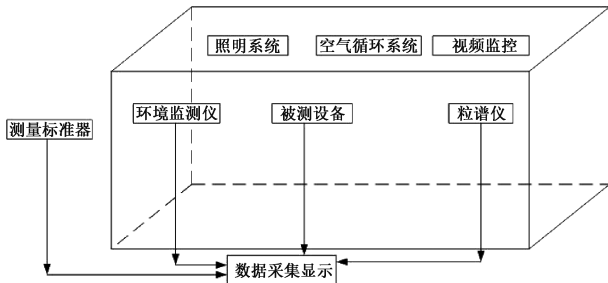 照明系统
空气循环系统
视频监控
测量标准器
环境监测仪
被测设备
粒谱仪
数据采集显示